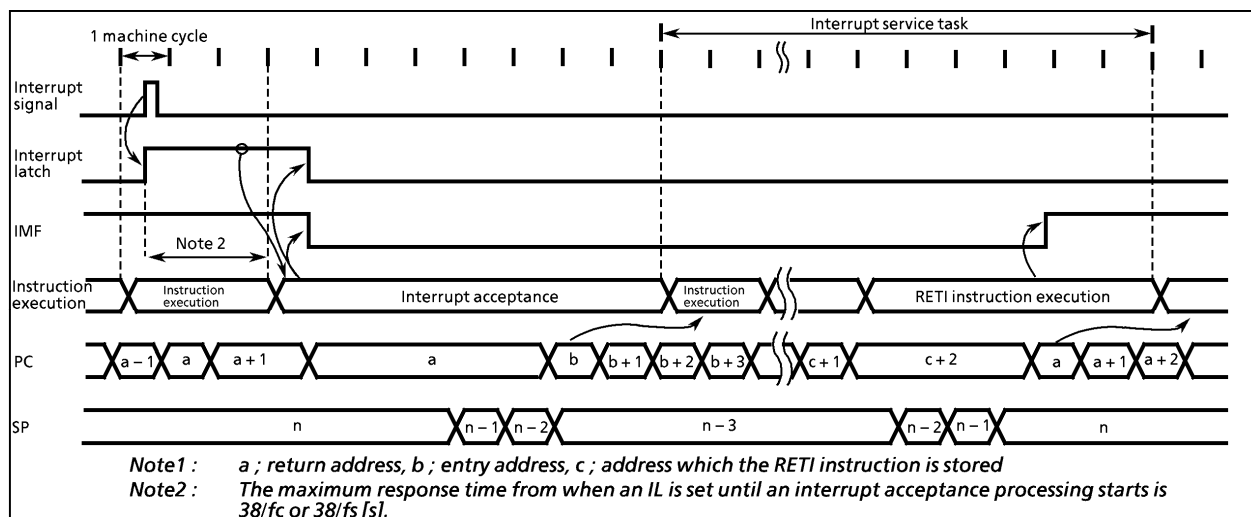 Interrupt service task
1 machine cycle
Interrupt
signal
Interrupt
latch
IMF
Note 2
Instruction
execution
Instruction
execution
Interrupt acceptance
Instruction
execution
RETI instruction execution
PC
a – 1
a
a + 1
a
b
b + 1
b + 2
b + 3
c + 1
c + 2
a
a + 1
a + 2
SP
n
n – 1
n – 2
n – 3
n – 2
n – 1
n
Note1 : a ; return address, b ; entry address, c ; address which the RETI instruction is stored
Note2 : The maximum response time from when an IL is set until an interrupt acceptance processing starts is
38/fc or 38/fs [s].